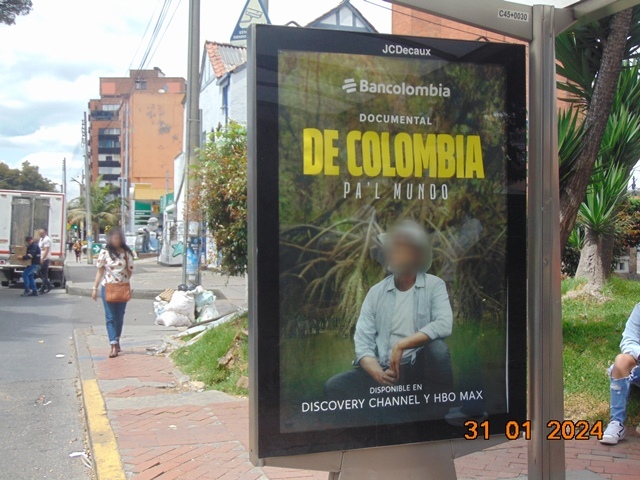 C45+0030
JCDecaux
Bancolombia
DOCUMENTAL
DE COLOMBIA
PA'L MUNDO
DISPONIBLE EN
DISCOVERY CHANNEL Y HBO MAX
31 01 2024